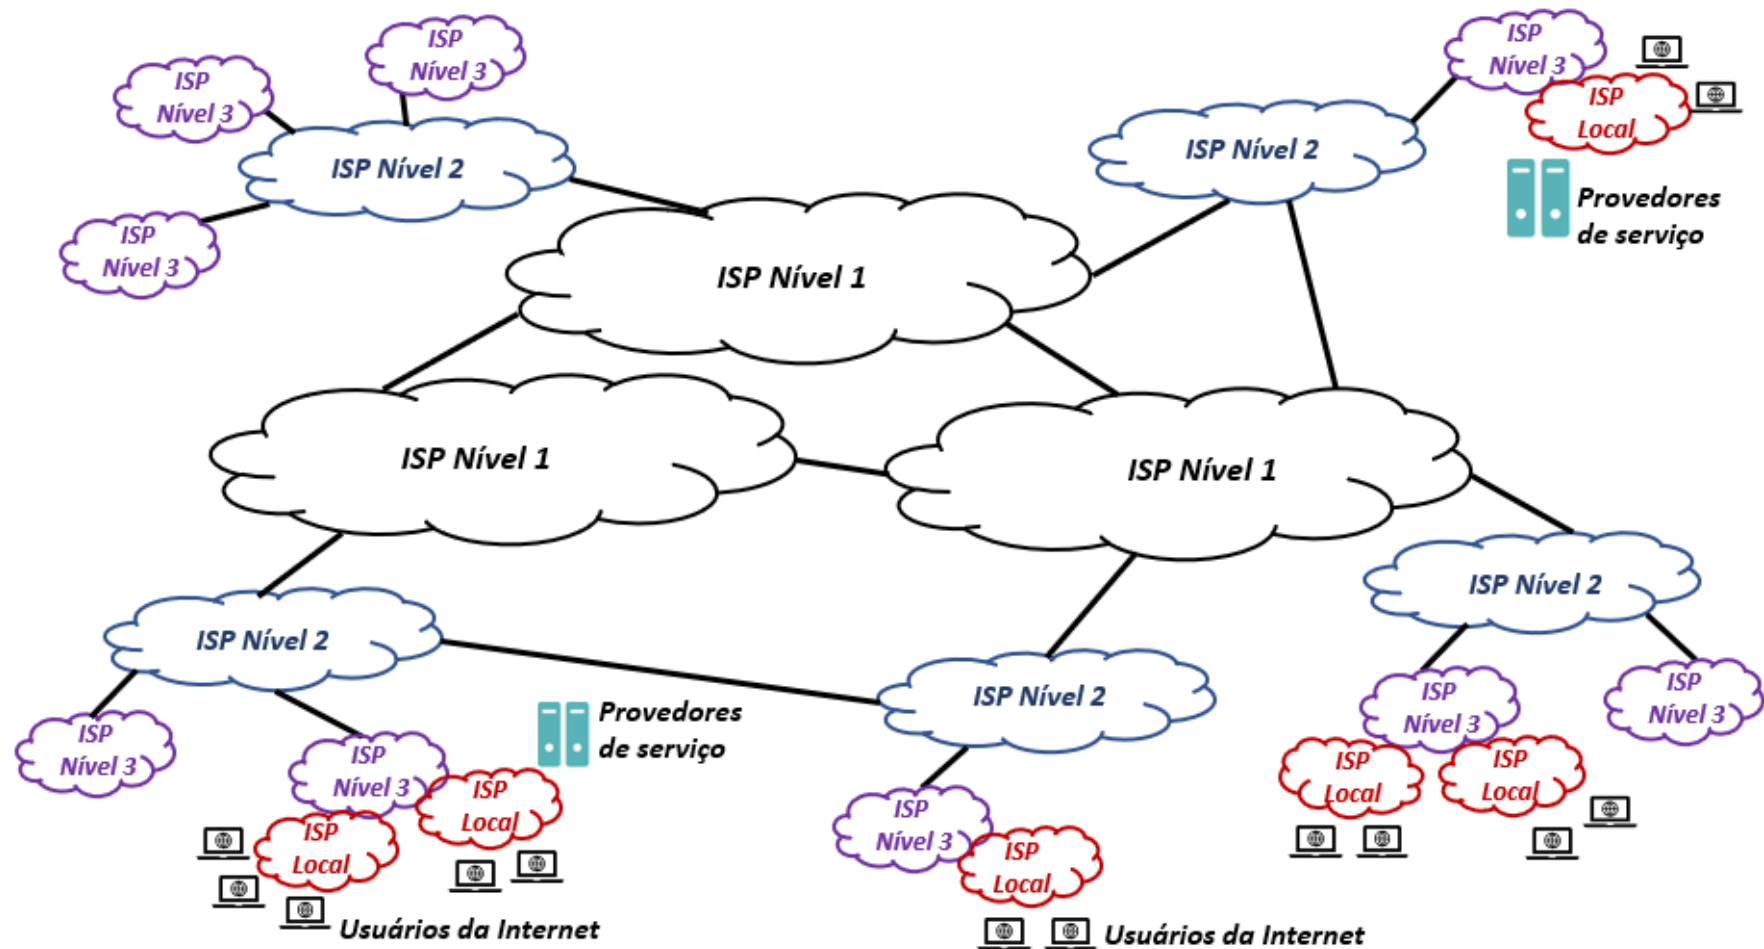 ISP
Nível 3
ISP
Nível 3
ISP Nível 2
ISP
Nível 3
ISP
Nível 3
ISP
Local
ISP Nível 2
Provedores
de serviço
ISP Nível 1
ISP Nível 1
ISP Nível 1
ISP Nível 2
ISP
Nível 3
ISP
Nível 3
ISP
Local
ISP
Local
Provedores
de serviço
Usuários da Internet
ISP Nível 2
ISP
Nível 3
ISP
Local
Usuários da Internet
ISP Nível 2
ISP
Nível 3
ISP
Nível 3
ISP
Local
ISP
Local